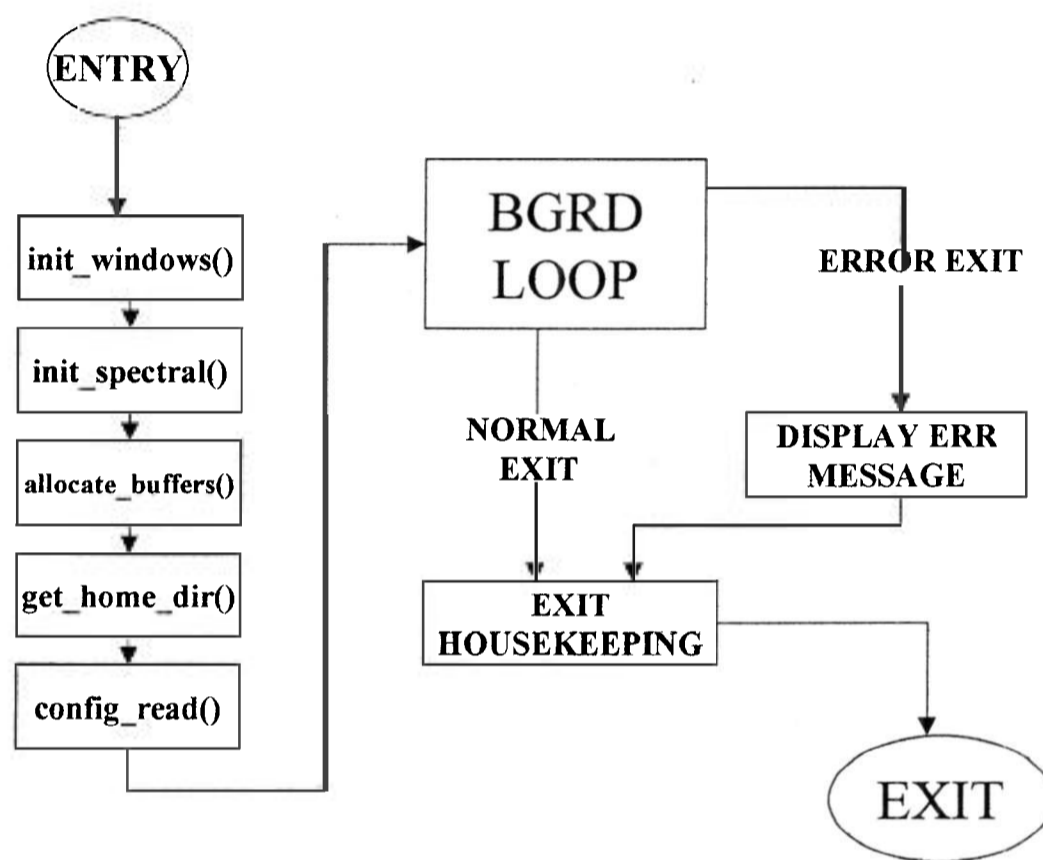 ENTRY
init_windows()
init_spectral()
allocate_buffers()
get_home_dir()
config_read()
BGRD
LOOP
ERROR EXIT
NORMAL
EXIT
DISPLAY ERR
MESSAGE
EXIT
HOUSEKEEPING
EXIT